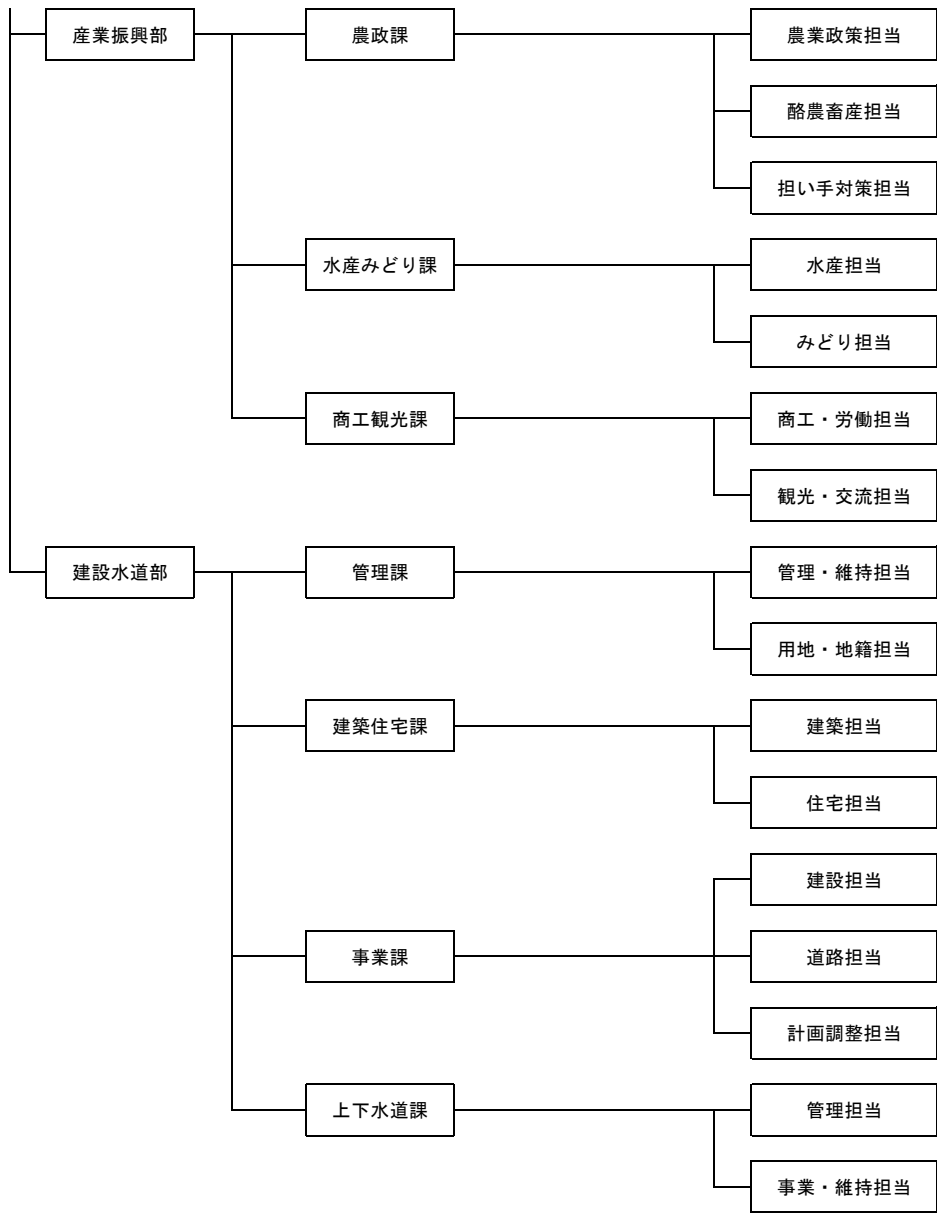 産業振興部
農政課
農業政策担当
酪農畜産担当
担い手対策担当
水産みどり課
水産担当
みどり担当
商工観光課
商工・労働担当
観光・交流担当
建設水道部
管理課
管理・維持担当
用地・地籍担当
建築住宅課
建築担当
住宅担当
建設担当
事業課
道路担当
計画調整担当
上下水道課
管理担当
事業・維持担当